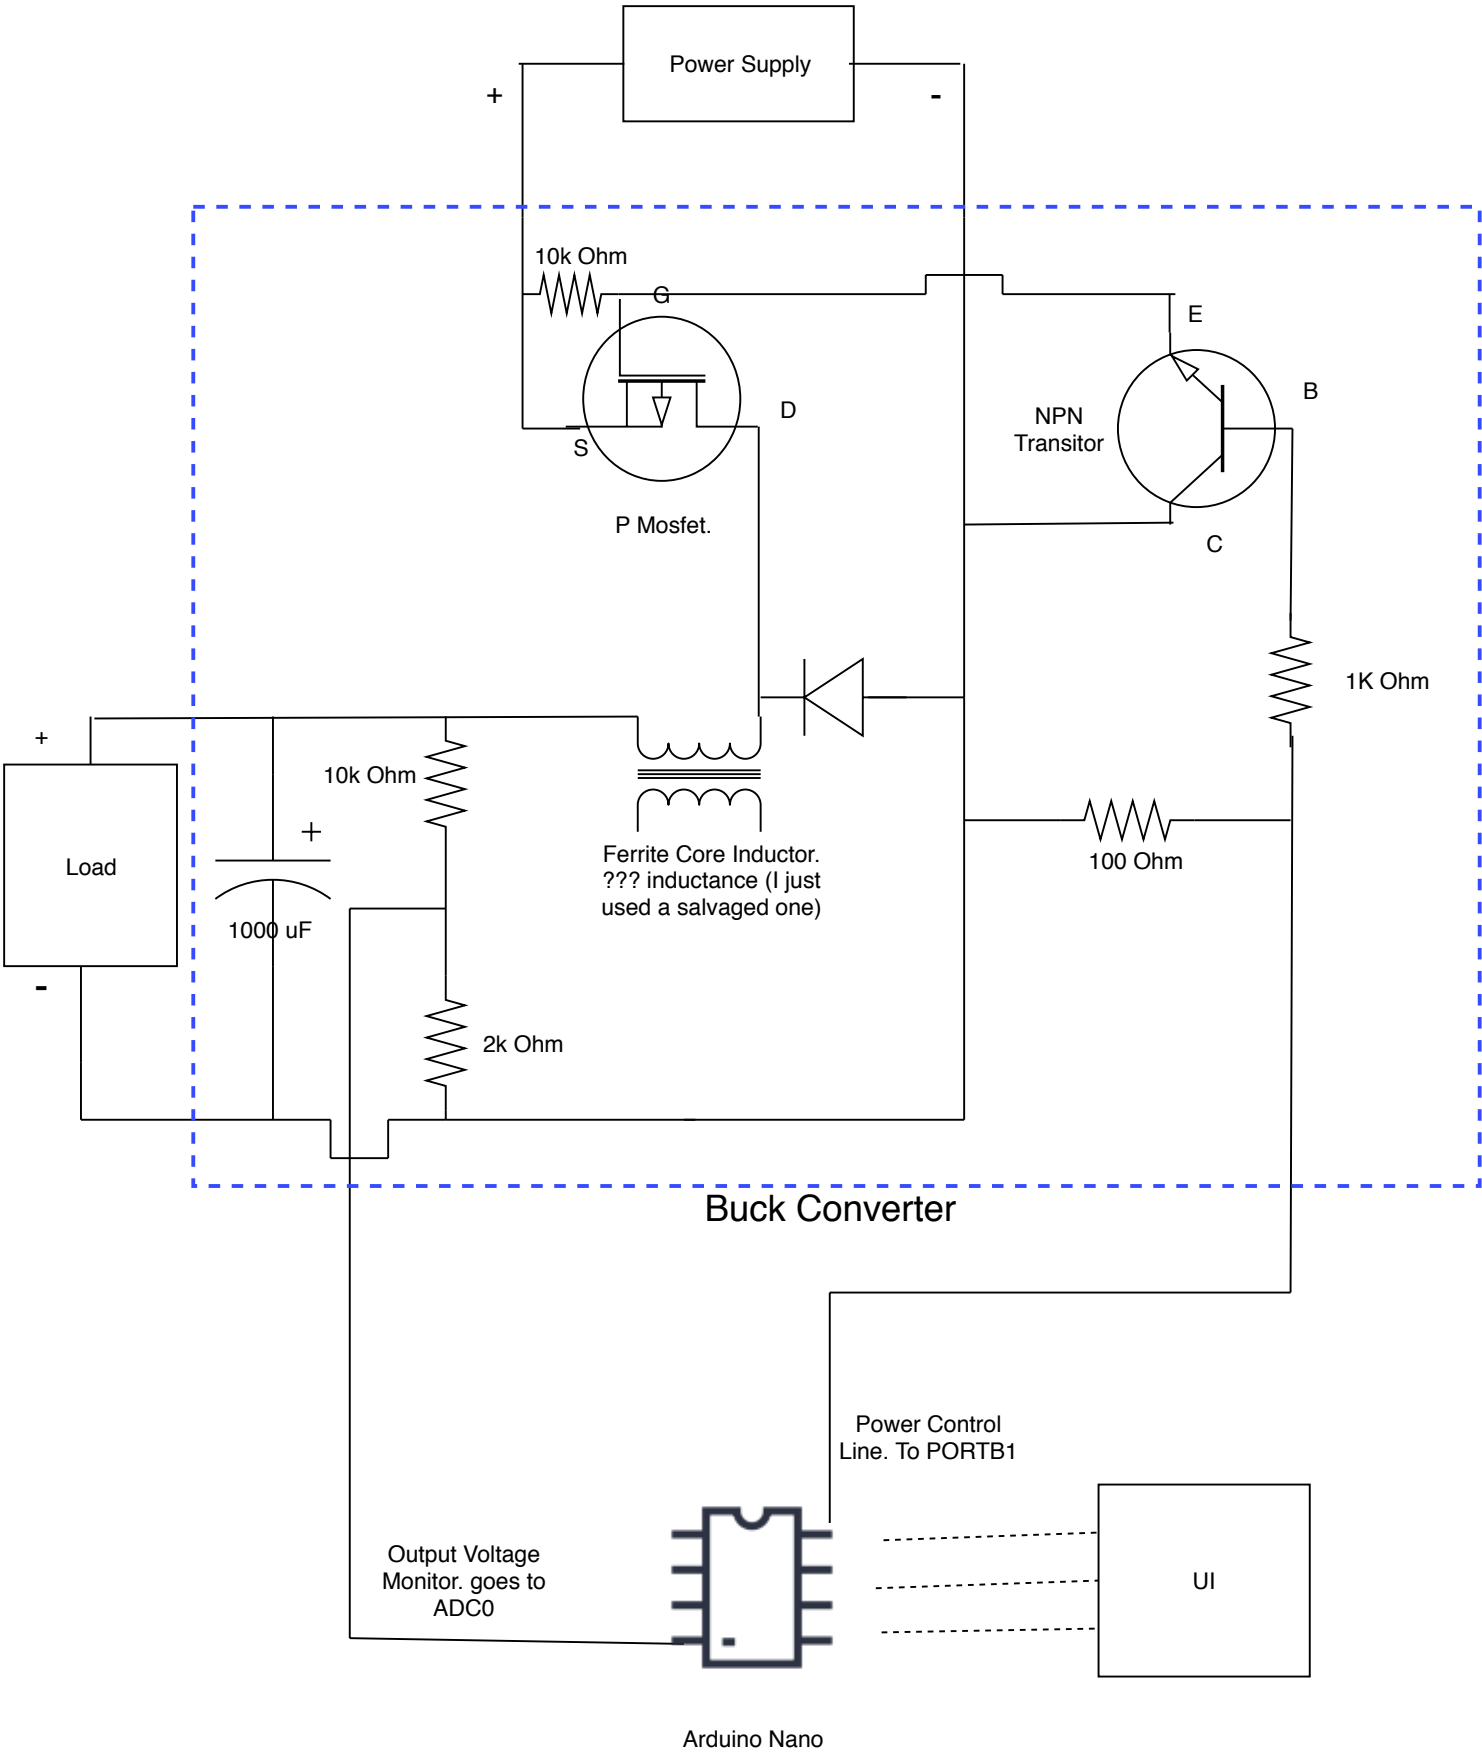 Power Supply
+
-
10k Ohm
G
E
B
D
NPN
Transitor
S
P Mosfet.
C
1K Ohm
+
10k Ohm
+
Load
Ferrite Core Inductor.
??? inductance (I just
used a salvaged one)
100 Ohm
1000 uF
-
2k Ohm
Buck Converter
Power Control
Line. To PORTB1
Output Voltage
Monitor. goes to
ADC0
UI
Arduino Nano